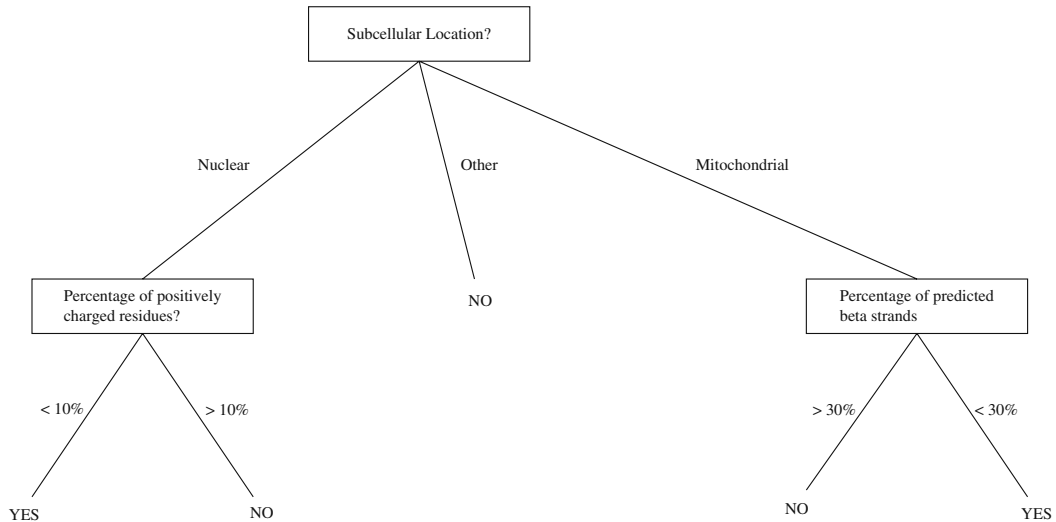 Subcellular Location?
Nuclear
Other
Mitochondrial
Percentage of positively
charged residues?
NO
Percentage of predicted
beta strands
< 10%
> 10%
> 30%
< 30%
YES
NO
NO
YES